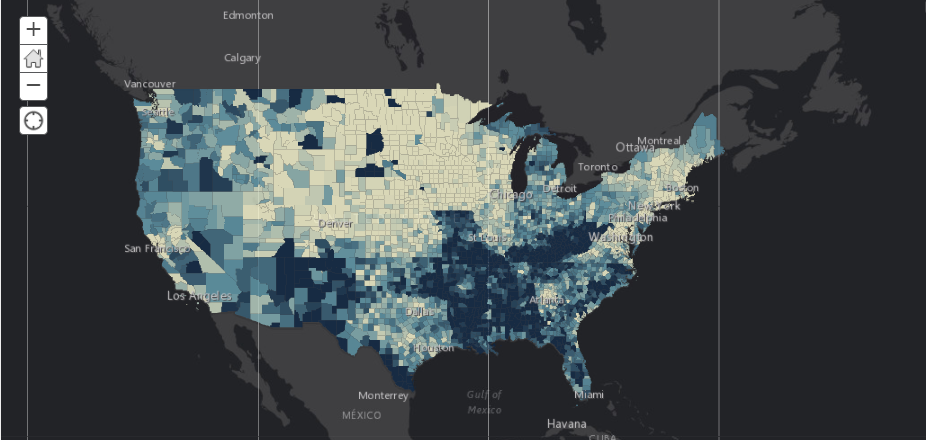 Edmonton
Calgary
Vancouver
Seattle
Montreal
Ottawa
Toronto
Boston
Detroit
Chicago
New York
Philadelphia
Denver
St Louis
Washington
San Francisco
Los Angeles
Atlanta
Dallas
Houston
Monterrey
Gulf of
Mexico
Miami
MÉXICO
Havana
CUBA
+
−